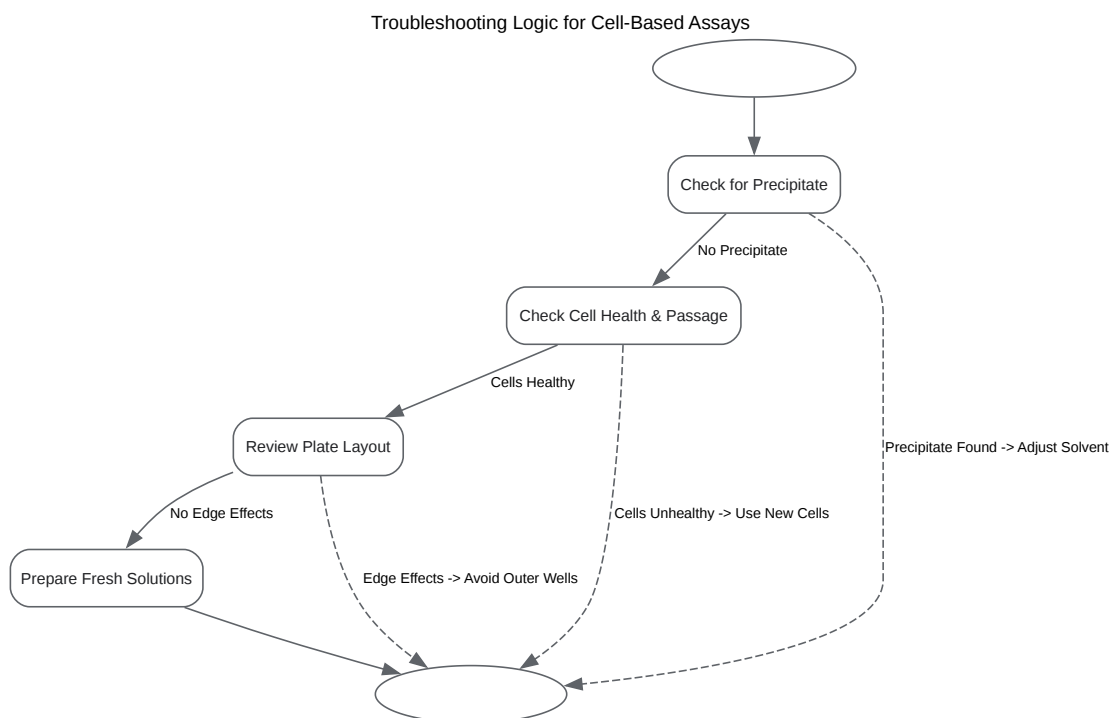 Troubleshooting Logic for Cell-Based Assays
Check for Precipitate
No Precipitate
Check Cell Health & Passage
Cells Healthy
Review Plate Layout
Precipitate Found -> Adjust Solvent
No Edge Effects
Cells Unhealthy -> Use New Cells
Prepare Fresh Solutions
Edge Effects -> Avoid Outer Wells